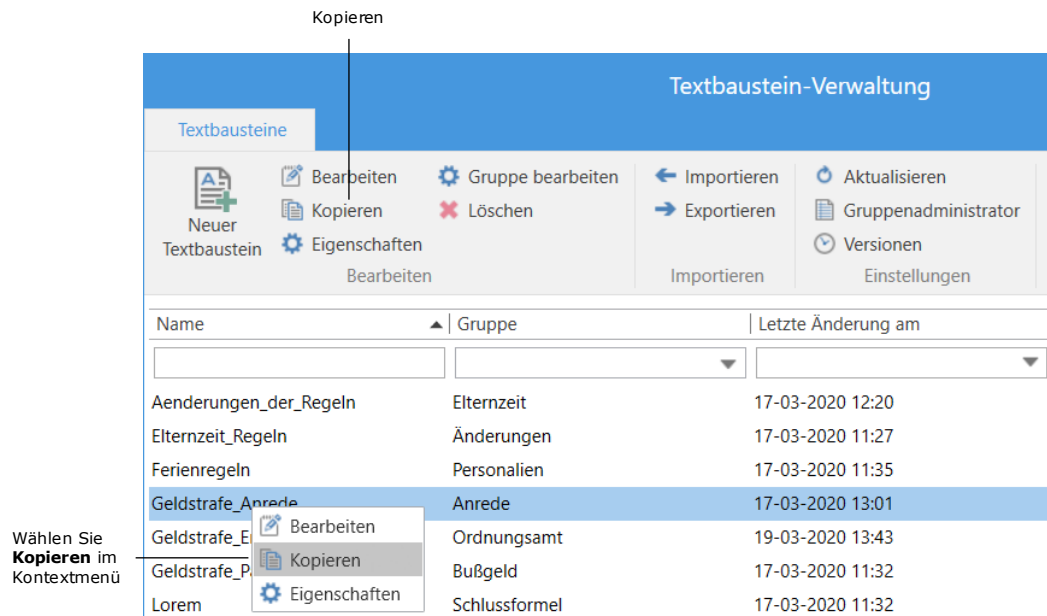 Kopieren
Textbaustein-Verwaltung
Textbausteine
Neuer
Textbaustein
Bearbeiten
Kopieren
Eigenschaften
Gruppe bearbeiten
Löschen
Bearbeiten
Importieren
Exportieren
Importieren
Aktualisieren
Gruppenadministrator
Versionen
Einstellungen
Name Gruppe Letzte Änderung am
Aenderungen_der_Regeln Elternzeit 17-03-2020 12:20
Elternzeit_Regeln Änderungen 17-03-2020 11:27
Ferienregeln Personalien 17-03-2020 11:35
Geldstrafe_Anrede Anrede 17-03-2020 13:01
Ordnungsamt 19-03-2020 13:43
Bußgeld 17-03-2020 11:32
Lorem Schlussformel 17-03-2020 11:32
Bearbeiten
Kopieren
Eigenschaften
Wählen Sie
Kopieren im
Kontextmenü